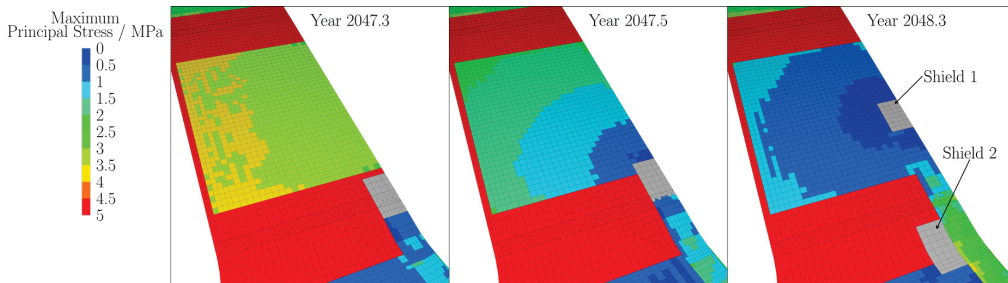 Maximum
Principal Stress / MPa
0
0.5
1
1.5
2
2.5
3
3.5
4
4.5
5
Year 2047.3
Year 2047.5
Year 2048.3
Shield 1
Shield 2